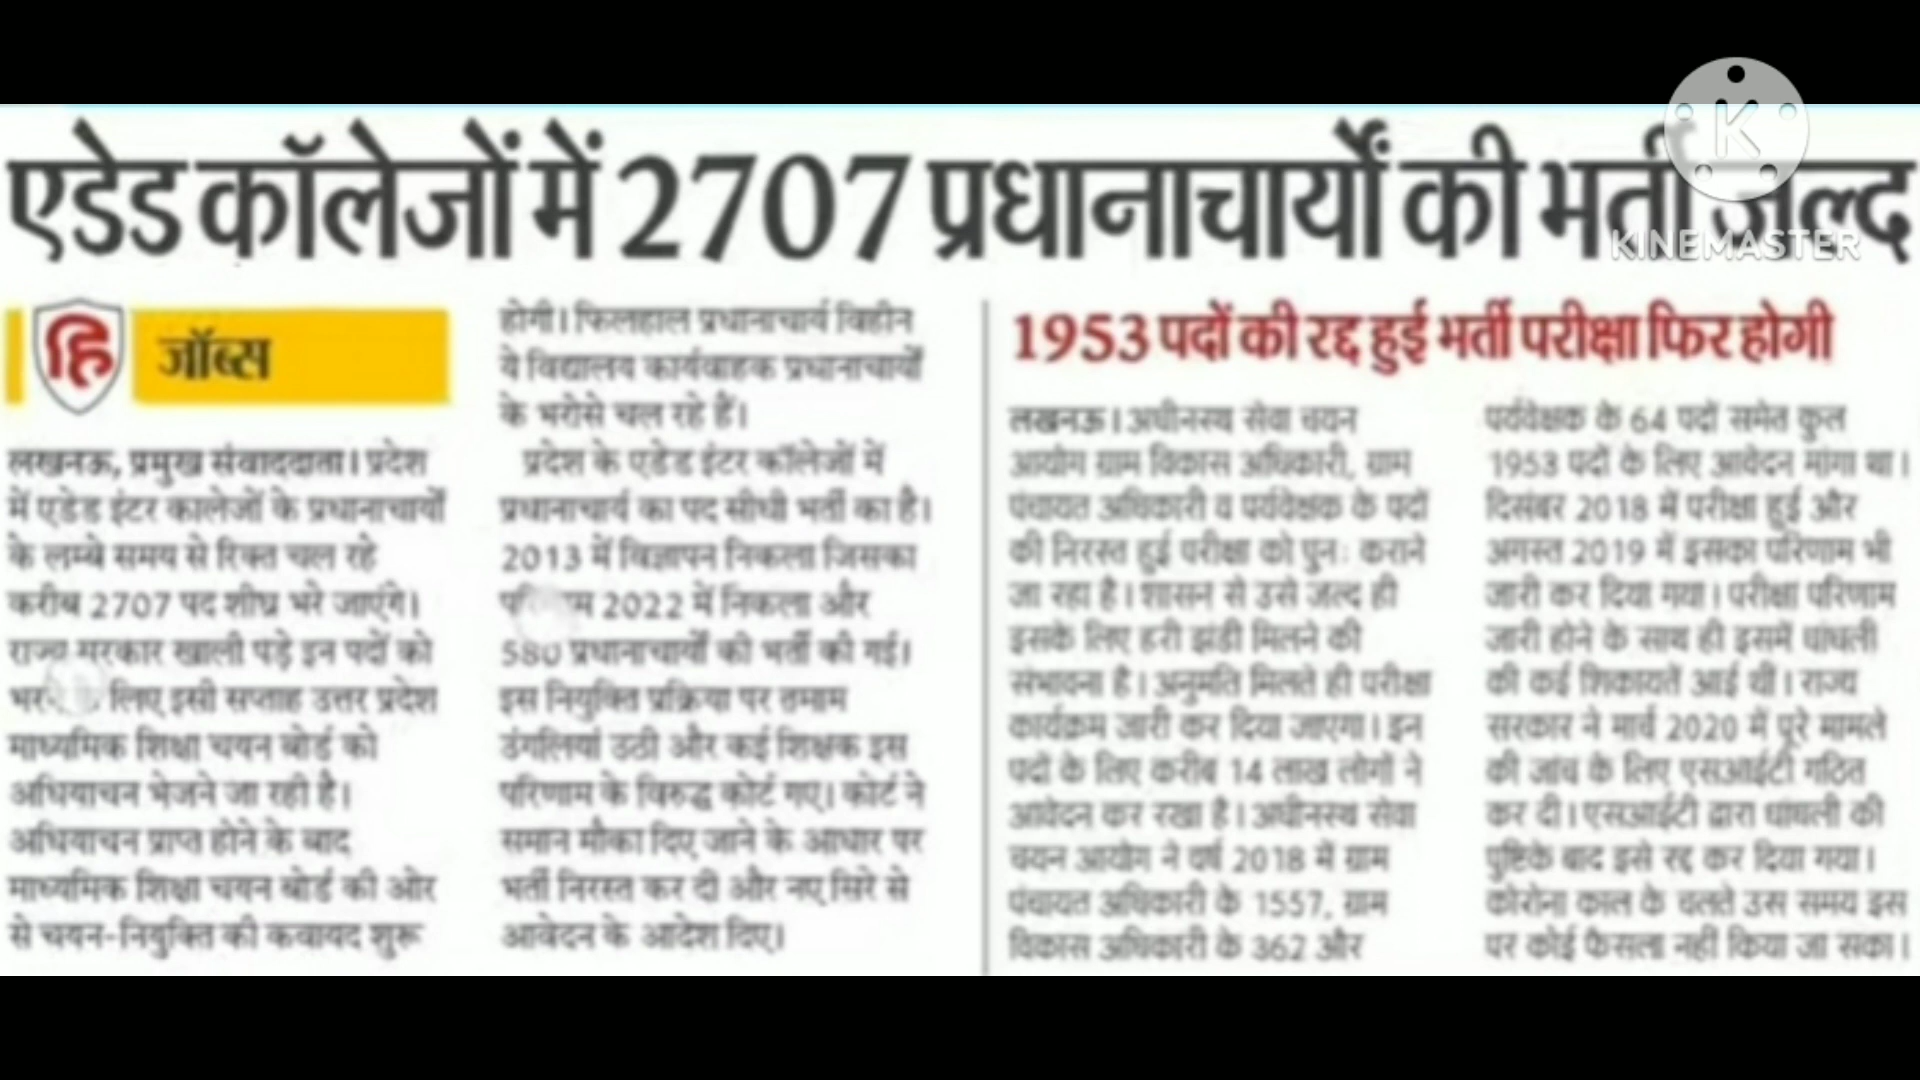 एडेड कॉलेजों में 2707 प्रधानाचार्यों की भर्ती जल्द
KINEMASTER
हि जॉब्स
लखनऊ, प्रमुख संवाददाता। प्रदेश
में एडेड इंटर कालेजों के प्रधानाचार्यों
के लम्बे समय से रिक्त चल रहे
करीब 2707 पद शीघ्र भरे जाएंगे।
राज्य सरकार खाली पड़े इन पदों को
भरने के लिए इसी सप्ताह उत्तर प्रदेश
माध्यमिक शिक्षा चयन बोर्ड को
अधियाचन भेजने जा रही है।
अधियाचन प्राप्त होने के बाद
माध्यमिक शिक्षा चयन बोर्ड की ओर
से चयन-नियुक्ति की कवायद शुरू
होगी। फिलहाल प्रधानाचार्य विहीन
ये विद्यालय कार्यवाहक प्रधानाचार्यों
के भरोसे चल रहे हैं।
प्रदेश के एडेड इंटर कॉलेजों में
प्रधानाचार्य का पद सीधी भर्ती का है।
2013 में विज्ञापन निकला जिसका
परिणाम 2022 में निकला और
580 प्रधानाचार्यों की भर्ती की गई।
इस नियुक्ति प्रक्रिया पर तमाम
उंगलियां उठी और कई शिक्षक इस
परिणाम के विरुद्ध कोर्ट गए। कोर्ट ने
समान मौका दिए जाने के आधार पर
भर्ती निरस्त कर दी और नए सिरे से
आवेदन के आदेश दिए।
1953 पदों की रद्द हुई भर्ती परीक्षा फिर होगी
लखनऊ। अधीनस्थ सेवा चयन
आयोग ग्राम विकास अधिकारी, ग्राम
पंचायत अधिकारी व पर्यवेक्षक के पदों
की निरस्त हुई परीक्षा को पुनः कराने
जा रहा है। शासन से उसे जल्द ही
इसके लिए हरी झंडी मिलने की
संभावना है। अनुमति मिलते ही परीक्षा
कार्यक्रम जारी कर दिया जाएगा। इन
पदों के लिए करीब 14 लाख लोगों ने
आवेदन कर रखा है। अधीनस्थ सेवा
चयन आयोग ने वर्ष 2018 में ग्राम
पंचायत अधिकारी के 1557, ग्राम
विकास अधिकारी के 362 और
पर्यवेक्षक के 64 पदों समेत कुल
1953 पदों के लिए आवेदन मांगा था।
दिसंबर 2018 में परीक्षा हुई और
अगस्त 2019 में इसका परिणाम भी
जारी कर दिया गया। परीक्षा परिणाम
जारी होने के साथ ही इसमें धांधली
की कई शिकायतें आई थी। राज्य
सरकार ने मार्च 2020 में पूरे मामले
की जांच के लिए एसआईटी गठित
कर दी। एसआईटी द्वारा धांधली की
पुष्टि के बाद इसे रद्द कर दिया गया।
कोरोना काल के चलते उस समय इस
पर कोई फैसला नहीं किया जा सका।